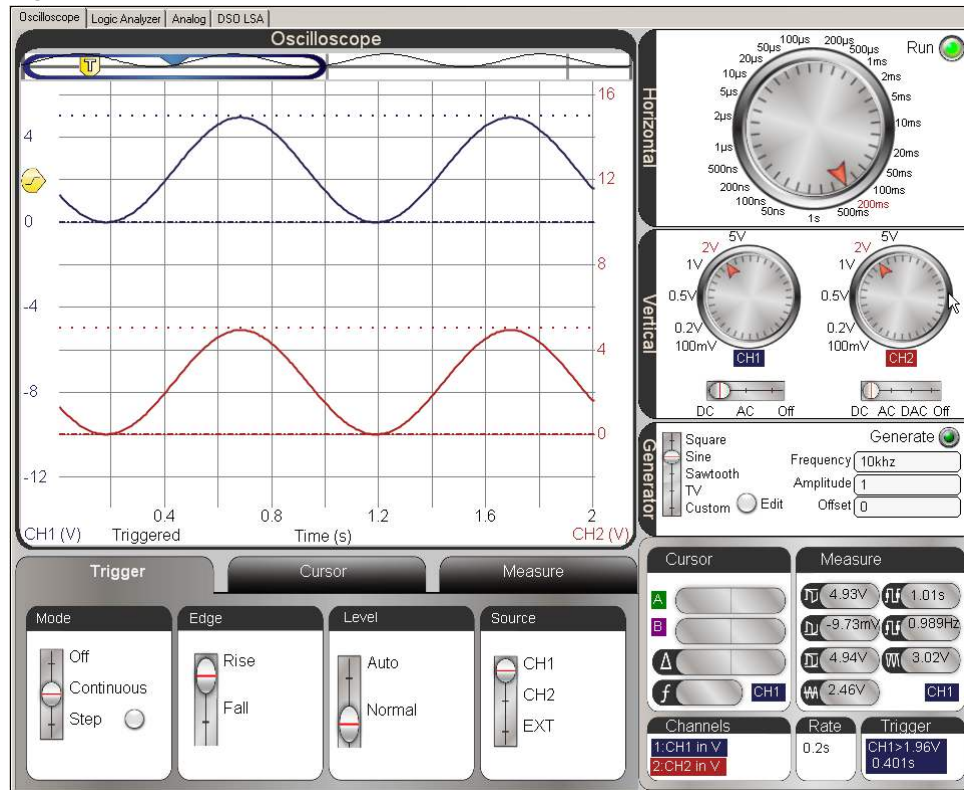 Oscilloscope Logic Analyzer Analog DSO LSA
Oscilloscope
T
16
4
12
0
8
-4
4
-8
0
-12
0.4 0.8 1.2 1.6 2
CH1 (V) Triggered Time (s) CH2 (V)
Horizontal
Run
100µs 200µs
50µs 500µs
20µs 1ms
10µs 2ms
5µs 5ms
2µs 10ms
1µs 20ms
500ns 50ms
200ns 100ms
100ns 200ms
50ns 1s 500ms
Vertical
5V 5V
2V 2V
1V 1V
0.5V 0.5V
0.2V 0.2V
100mV 100mV
CH1 CH2
DC AC Off DC AC DAC Off
Generator
Square Generate
Sine Frequency 10khz
Sawtooth Amplitude 1
TV
Custom Edit Offset 0
Trigger Cursor Measure
Mode Edge Level Source
Off Rise Auto CH1
Continuous Fall Normal CH2
Step EXT
Cursor Measure
A 4.93V 1.01s
B -9.73mV 0.989Hz
Δ 4.94V 3.02V
f CH1 2.46V CH1
Channels Rate Trigger
1:CH1 in V 0.2s CH1>1.96V
2:CH2 in V 0.401s